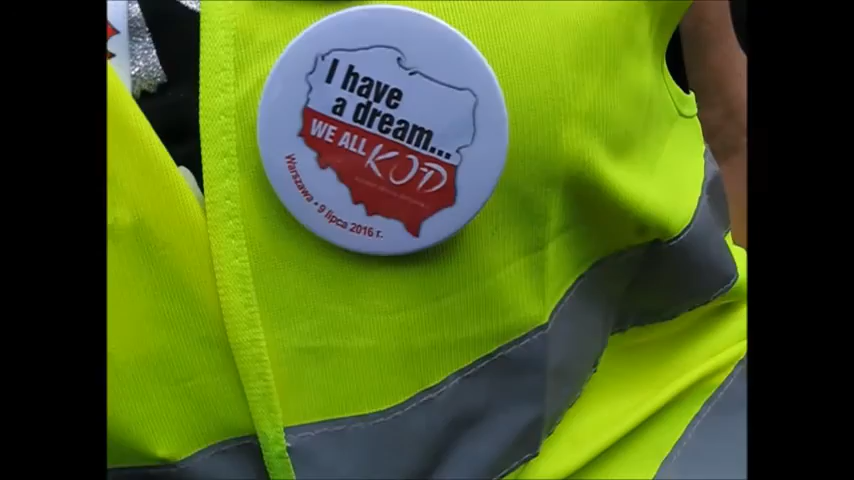 I have
a dream...
WE ALL KOD
Warszawa • 9 lipca 2016 r.